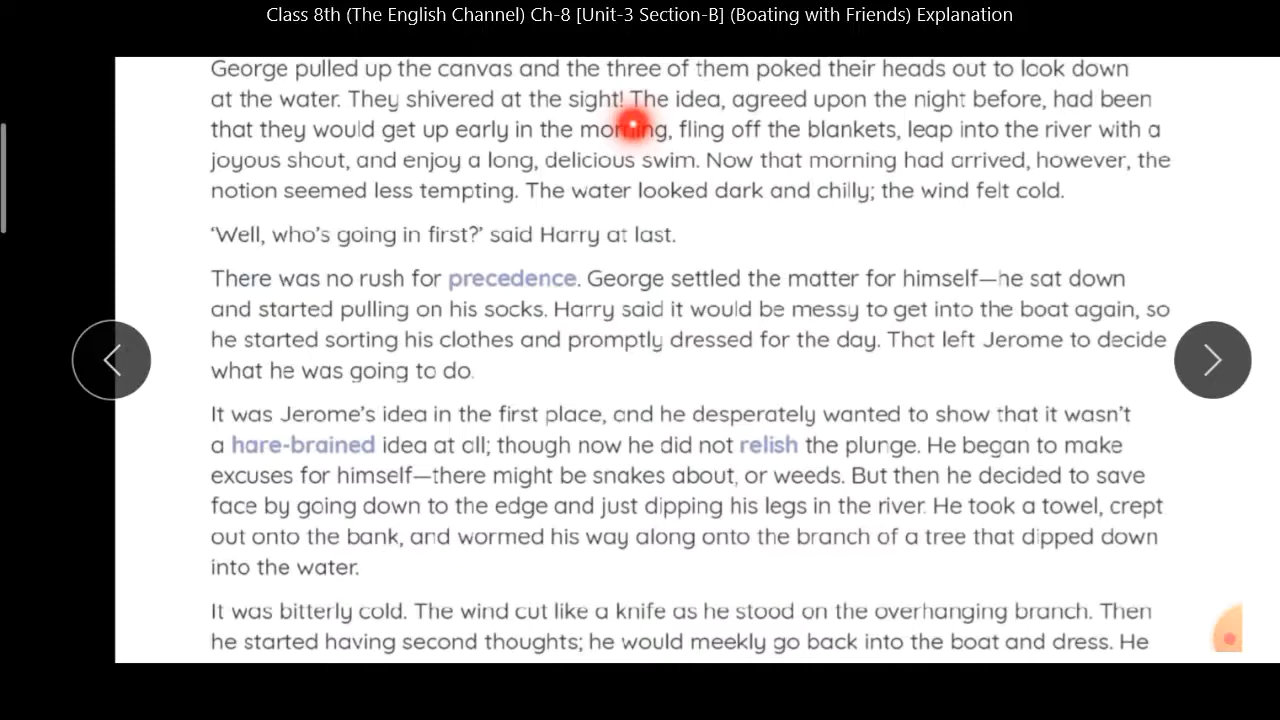 Class 8th (The English Channel) Ch-8 [Unit-3 Section-B] (Boating with Friends) Explanation
George pulled up the canvas and the three of them poked their heads out to look down
at the water. They shivered at the sight! The idea, agreed upon the night before, had been
that they would get up early in the morning, fling off the blankets, leap into the river with a
joyous shout, and enjoy a long, delicious swim. Now that morning had arrived, however, the
notion seemed less tempting. The water looked dark and chilly; the wind felt cold.
‘Well, who’s going in first?’ said Harry at last.
There was no rush for precedence. George settled the matter for himself—he sat down
and started pulling on his socks. Harry said it would be messy to get into the boat again, so
he started sorting his clothes and promptly dressed for the day. That left Jerome to decide
what he was going to do.
It was Jerome’s idea in the first place, and he desperately wanted to show that it wasn’t
a hare-brained idea at all; though now he did not relish the plunge. He began to make
excuses for himself—there might be snakes about, or weeds. But then he decided to save
face by going down to the edge and just dipping his legs in the river. He took a towel, crept
out onto the bank, and wormed his way along onto the branch of a tree that dipped down
into the water.
It was bitterly cold. The wind cut like a knife as he stood on the overhanging branch. Then
he started having second thoughts; he would meekly go back into the boat and dress. He